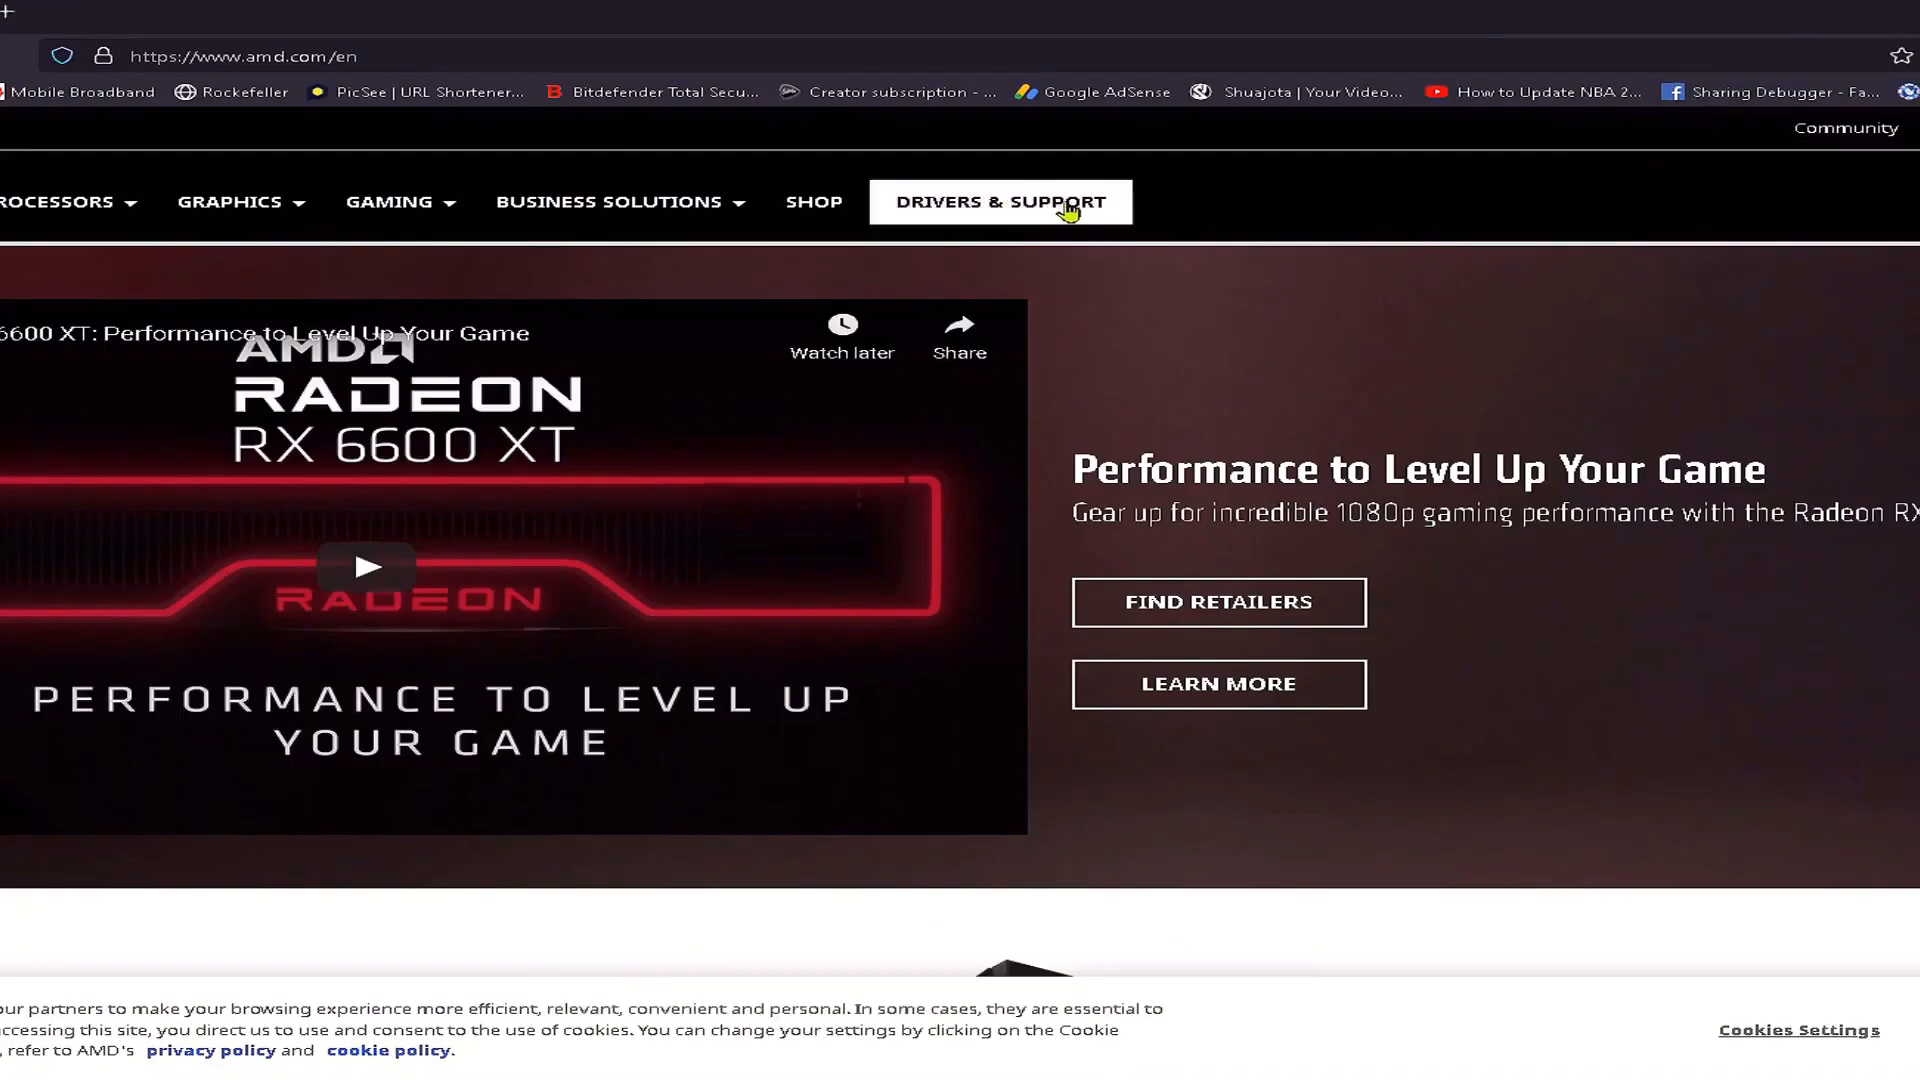 https://www.amd.com/en
Mobile Broadband Rockefeller PicSee | URL Shortener... Bitdefender Total Secu... Creator subscription - ... Google AdSense Shuajota | Your Video... How to Update NBA 2... Sharing Debugger - Fa...
Community
ROCESSORS GRAPHICS GAMING BUSINESS SOLUTIONS SHOP DRIVERS & SUPPORT
6600 XT: Performance to Level Up Your Game
Watch later Share
AMD
RADEON
RX 6600 XT
RADEON
PERFORMANCE TO LEVEL UP
YOUR GAME
Performance to Level Up Your Game
Gear up for incredible 1080p gaming performance with the Radeon RX
FIND RETAILERS
LEARN MORE
our partners to make your browsing experience more efficient, relevant, convenient and personal. In some cases, they are essential to
accessing this site, you direct us to use and consent to the use of cookies. You can change your settings by clicking on the Cookie
, refer to AMD's privacy policy and cookie policy.
Cookies Settings